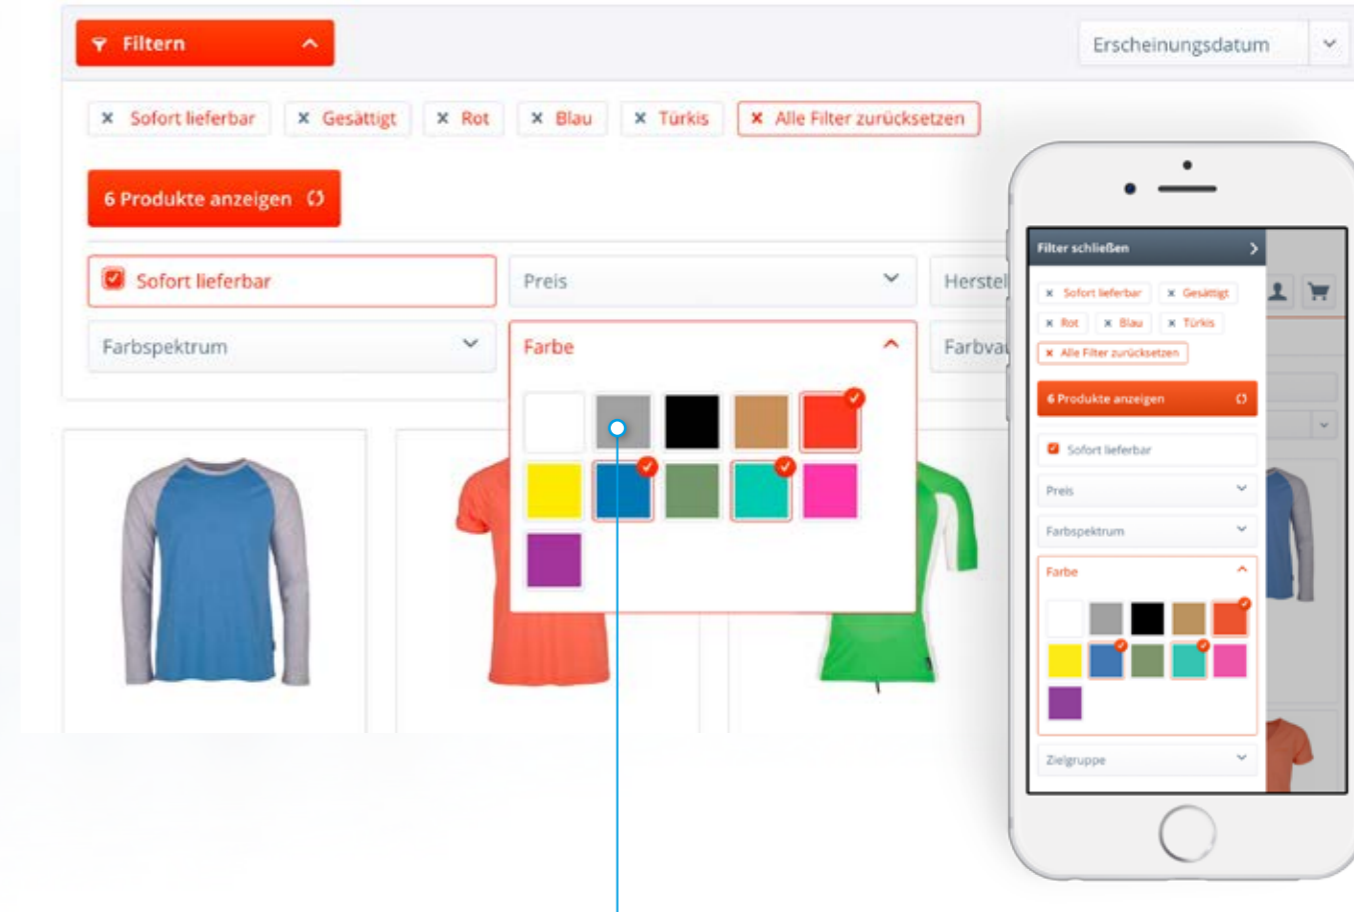 Filtern
Erscheinungsdatum
Sofort lieferbar
Gesättigt
Rot
Blau
Türkis
Alle Filter zurücksetzen
6 Produkte anzeigen
Sofort lieferbar
Preis
Herstel
Farbspektrum
Farbe
Farbvau
Filter schließen
Sofort lieferbar
Gesättigt
Rot
Blau
Türkis
Alle Filter zurücksetzen
6 Produkte anzeigen
Sofort lieferbar
Preis
Farbspektrum
Farbe
Zielgruppe